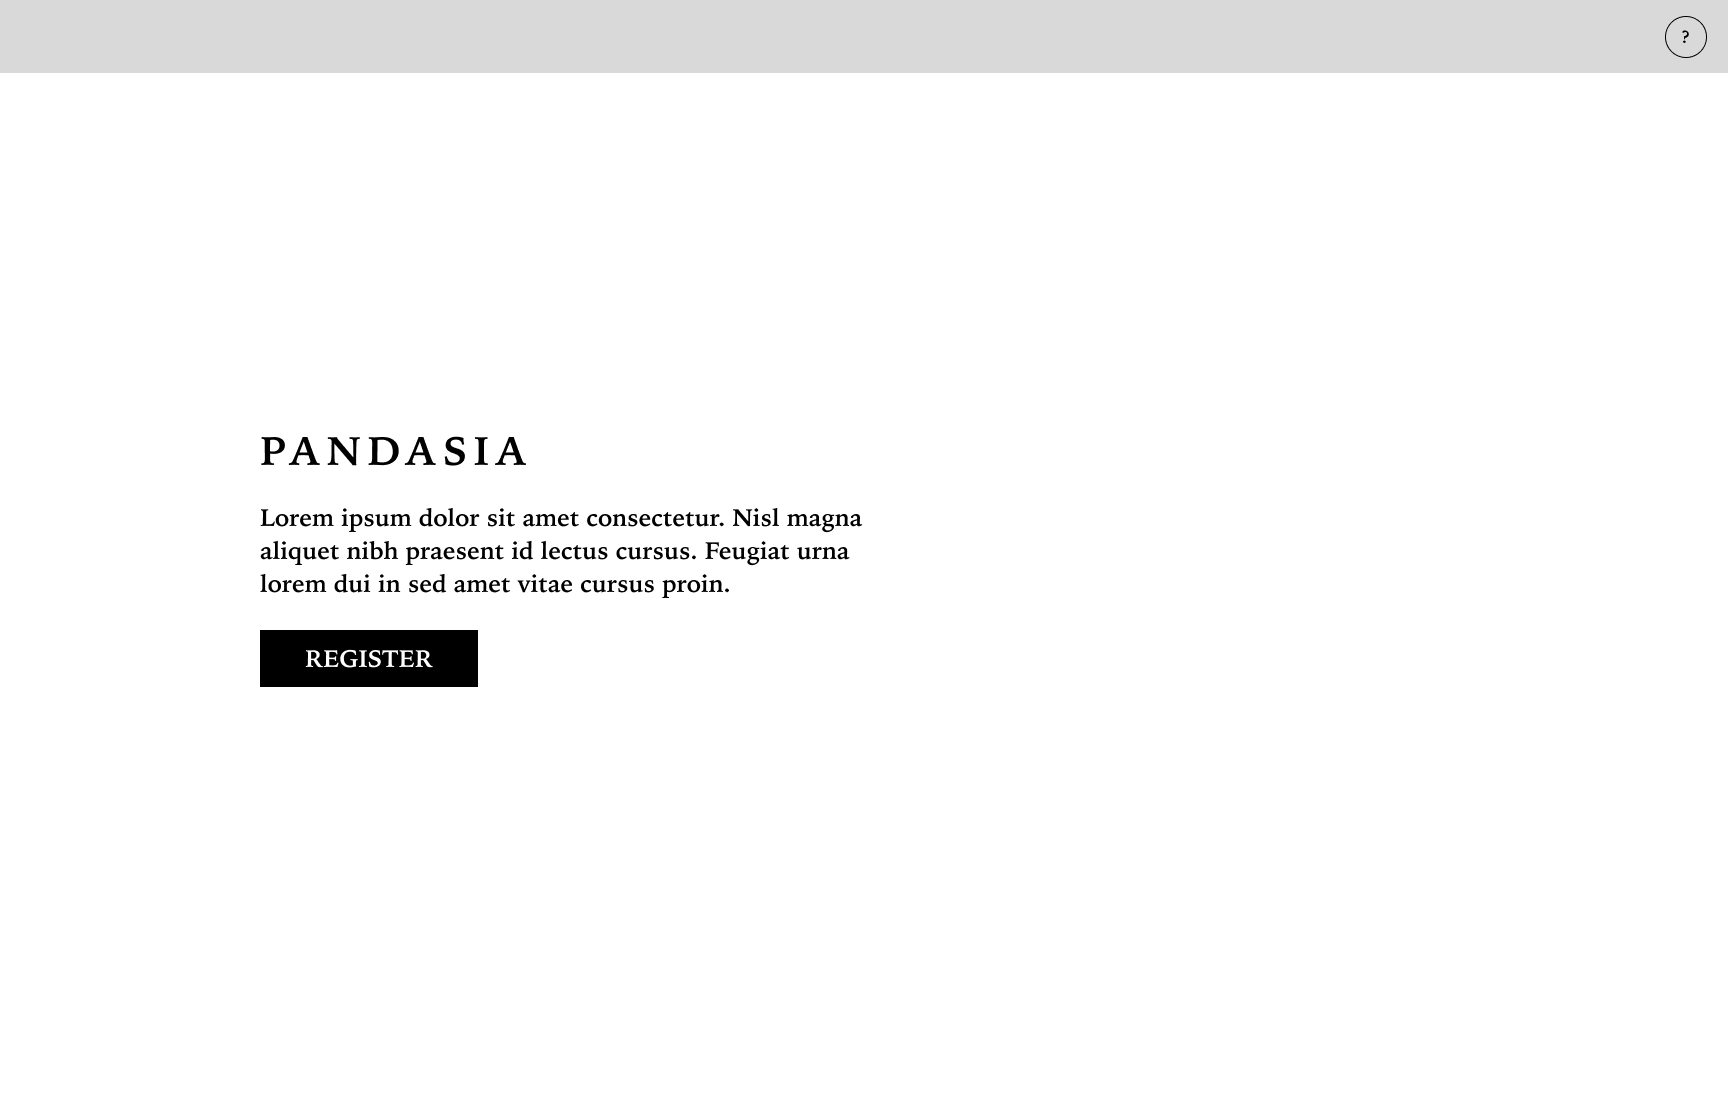 ?
PANDASIA
Lorem ipsum dolor sit amet consectetur. Nisl magna
aliquet nibh praesent id lectus cursus. Feugiat urna
lorem dui in sed amet vitae cursus proin.
REGISTER